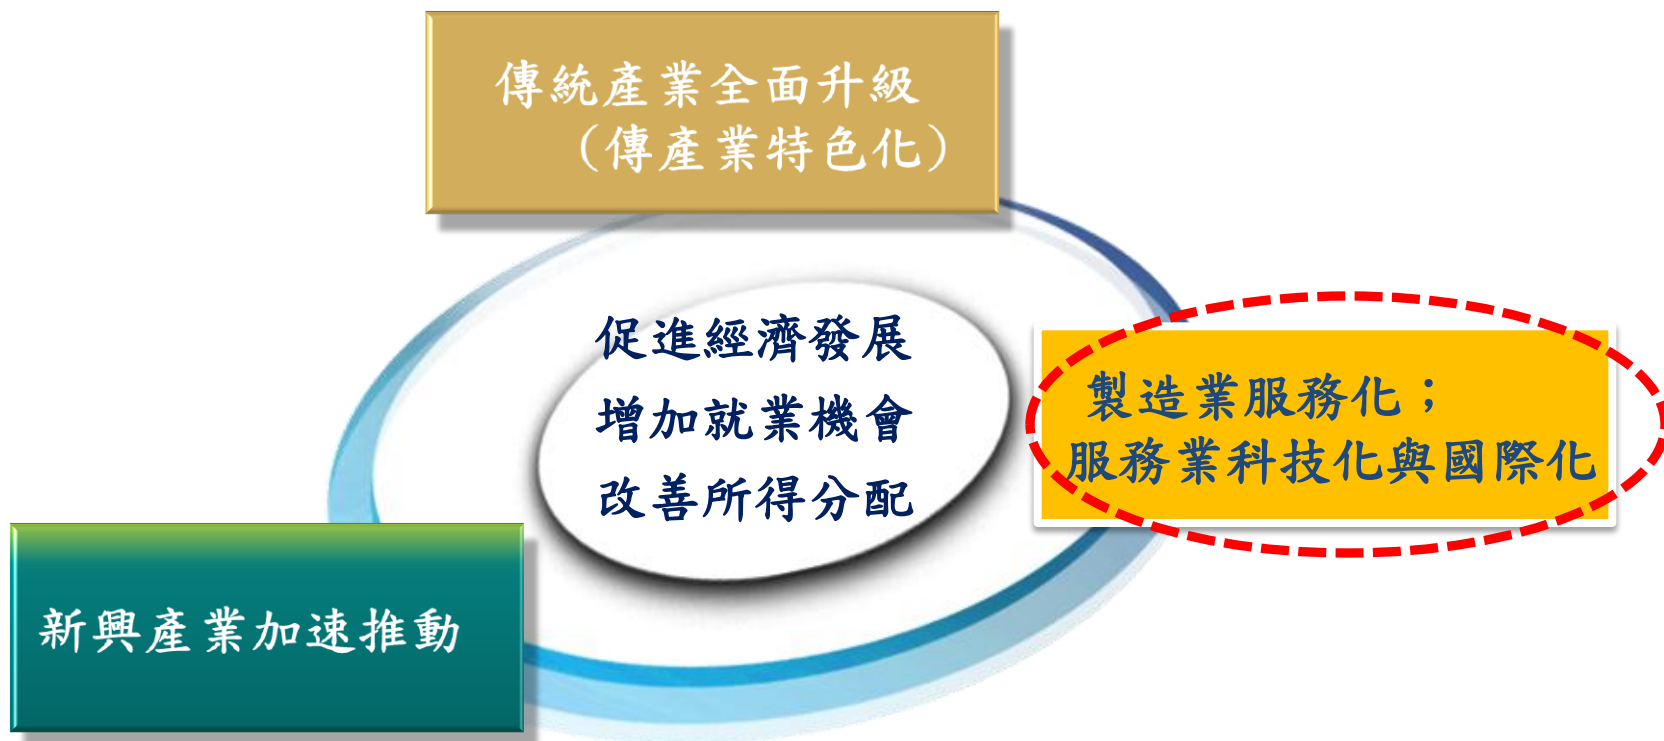 傳統產業全面升級
（傳產業特色化）
促進經濟發展
增加就業機會
改善所得分配
製造業服務化；
服務業科技化與國際化
新興產業加速推動